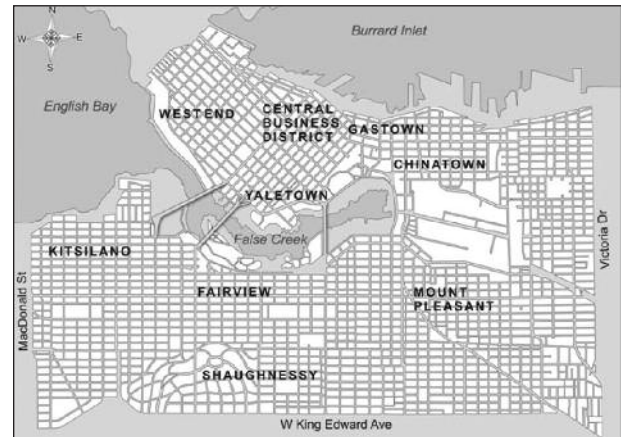 N
W E
S
Burrard Inlet
English Bay
WESTEND
CENTRAL
BUSINESS
DISTRICT
GASTOWN
CHINATOWN
YALETOWN
False Creek
KITSILANO
Victoria Dr
MacDonald St
FAIRVIEW
MOUNT
PLEASANT
SHAUGHNESSY
W King Edward Ave